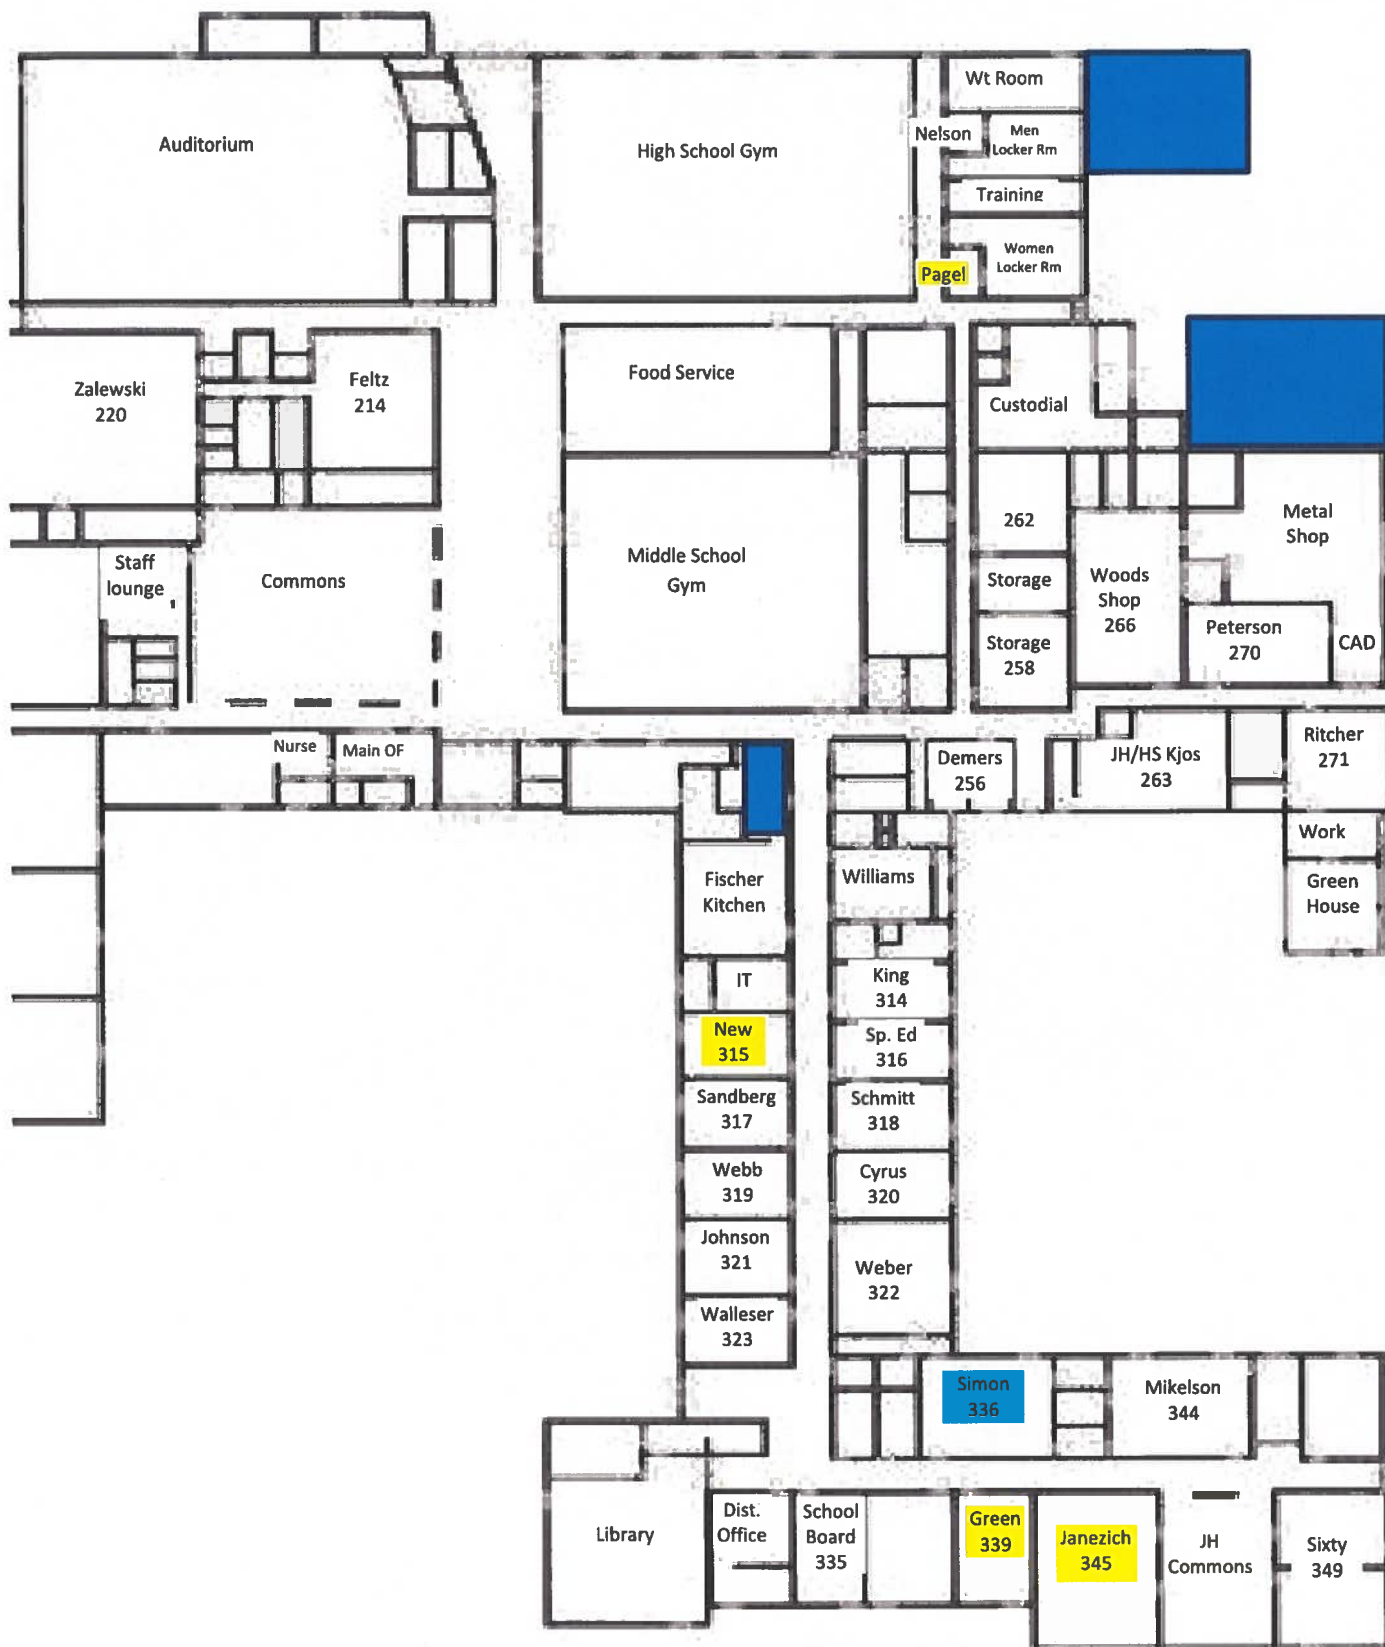 Wt Room
Auditorium
High School Gym
Nelson
Men
Locker Rm
Training
Women
Locker Rm
Pagel
Zalewski
220
Feltz
214
Food Service
Custodial
Staff
lounge
Commons
Middle School
Gym
262
Storage
Storage
258
Woods
Shop
266
Metal
Shop
Peterson
270
CAD
Nurse
Main OF
Demers
256
JH/HS Kjos
263
Ritcher
271
Work
Green
House
Fischer
Kitchen
Williams
IT
King
314
New
315
Sp. Ed
316
Sandberg
317
Schmitt
318
Webb
319
Cyrus
320
Johnson
321
Weber
322
Walleser
323
Simon
336
Mikelson
344
Library
Dist.
Office
School
Board
335
Green
339
Janezich
345
JH
Commons
Sixty
349